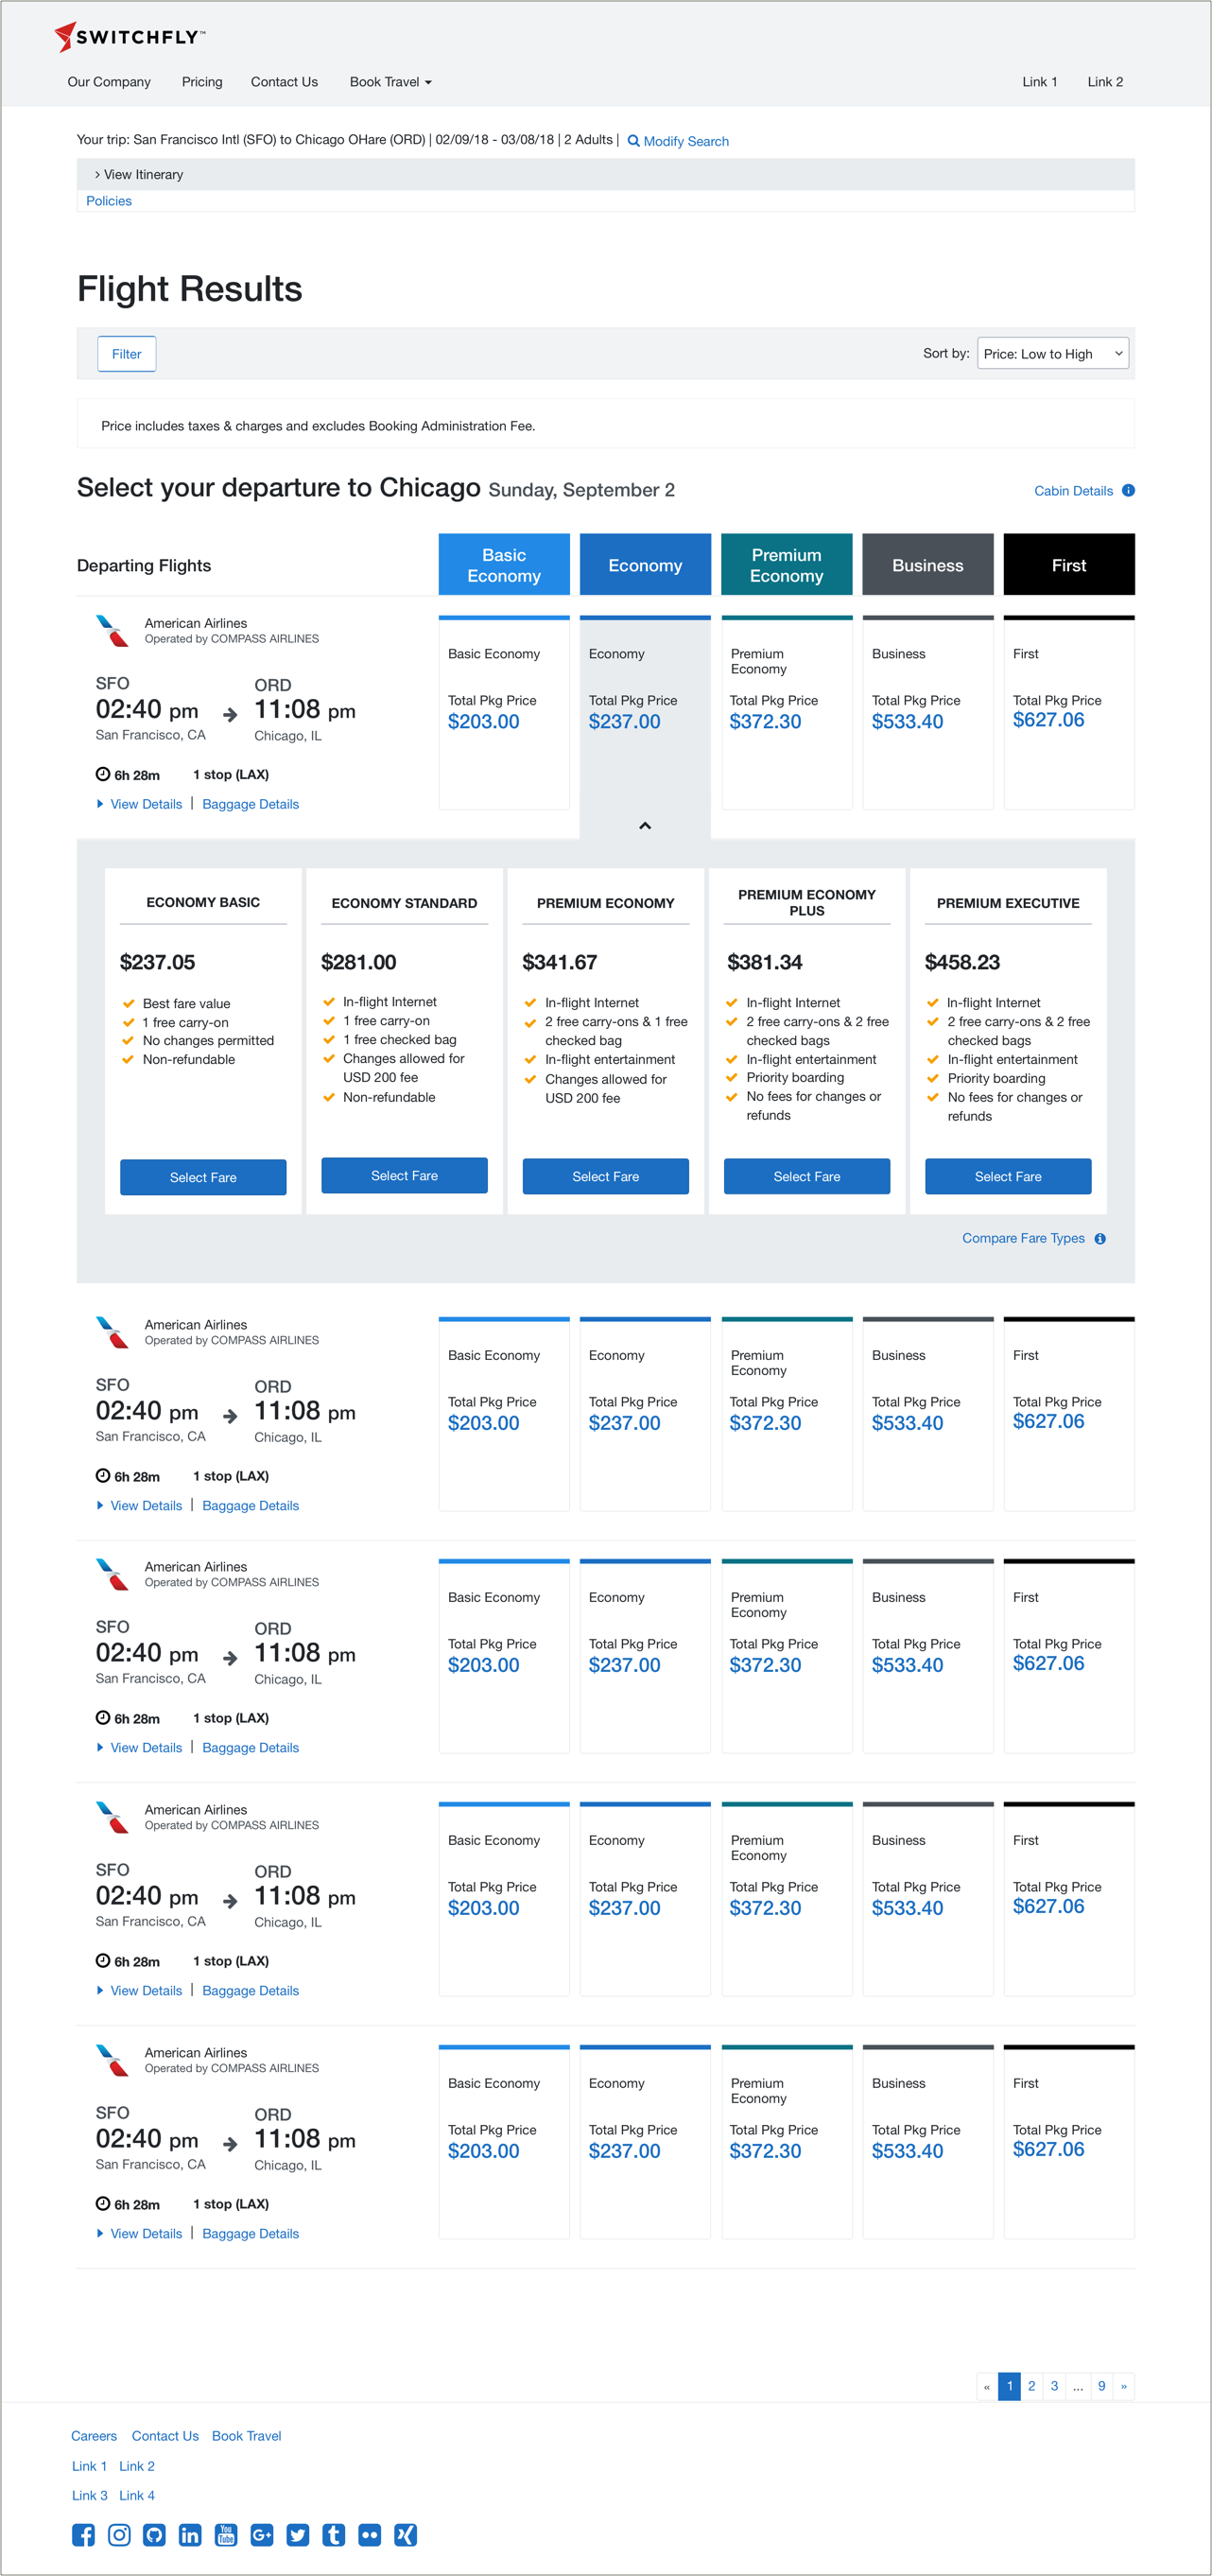 SWITCHFLY™
Our Company Pricing Contact Us Book Travel Link 1 Link 2
Your trip: San Francisco Intl (SFO) to Chicago OHare (ORD) | 02/09/18 - 03/08/18 | 2 Adults | Modify Search
> View Itinerary
Policies
Flight Results
Filter Sort by: Price: Low to High
Price includes taxes & charges and excludes Booking Administration Fee.
Select your departure to Chicago Sunday, September 2 Cabin Details
Departing Flights
Basic
Economy
Economy
Premium
Economy
Business
First
American Airlines
Operated by COMPASS AIRLINES
SFO
02:40 pm
San Francisco, CA
ORD
11:08 pm
Chicago, IL
6h 28m 1 stop (LAX)
View Details | Baggage Details
Basic Economy
Total Pkg Price
$203.00
Economy
Total Pkg Price
$237.00
Premium
Economy
Total Pkg Price
$372.30
Business
Total Pkg Price
$533.40
First
Total Pkg Price
$627.06
ECONOMY BASIC
$237.05
Best fare value
1 free carry-on
No changes permitted
Non-refundable
Select Fare
ECONOMY STANDARD
$281.00
In-flight Internet
1 free carry-on
1 free checked bag
Changes allowed for
USD 200 fee
Non-refundable
Select Fare
PREMIUM ECONOMY
$341.67
In-flight Internet
2 free carry-ons & 1 free
checked bag
In-flight entertainment
Changes allowed for
USD 200 fee
Select Fare
PREMIUM ECONOMY
PLUS
$381.34
In-flight Internet
2 free carry-ons & 2 free
checked bags
In-flight entertainment
Priority boarding
No fees for changes or
refunds
Select Fare
PREMIUM EXECUTIVE
$458.23
In-flight Internet
2 free carry-ons & 2 free
checked bags
In-flight entertainment
Priority boarding
No fees for changes or
refunds
Select Fare
Compare Fare Types
American Airlines
Operated by COMPASS AIRLINES
SFO
02:40 pm
San Francisco, CA
ORD
11:08 pm
Chicago, IL
6h 28m 1 stop (LAX)
View Details | Baggage Details
Basic Economy
Total Pkg Price
$203.00
Economy
Total Pkg Price
$237.00
Premium
Economy
Total Pkg Price
$372.30
Business
Total Pkg Price
$533.40
First
Total Pkg Price
$627.06
American Airlines
Operated by COMPASS AIRLINES
SFO
02:40 pm
San Francisco, CA
ORD
11:08 pm
Chicago, IL
6h 28m 1 stop (LAX)
View Details | Baggage Details
Basic Economy
Total Pkg Price
$203.00
Economy
Total Pkg Price
$237.00
Premium
Economy
Total Pkg Price
$372.30
Business
Total Pkg Price
$533.40
First
Total Pkg Price
$627.06
American Airlines
Operated by COMPASS AIRLINES
SFO
02:40 pm
San Francisco, CA
ORD
11:08 pm
Chicago, IL
6h 28m 1 stop (LAX)
View Details | Baggage Details
Basic Economy
Total Pkg Price
$203.00
Economy
Total Pkg Price
$237.00
Premium
Economy
Total Pkg Price
$372.30
Business
Total Pkg Price
$533.40
First
Total Pkg Price
$627.06
American Airlines
Operated by COMPASS AIRLINES
SFO
02:40 pm
San Francisco, CA
ORD
11:08 pm
Chicago, IL
6h 28m 1 stop (LAX)
View Details | Baggage Details
Basic Economy
Total Pkg Price
$203.00
Economy
Total Pkg Price
$237.00
Premium
Economy
Total Pkg Price
$372.30
Business
Total Pkg Price
$533.40
First
Total Pkg Price
$627.06
« 1 2 3 ... 9 »
Careers Contact Us Book Travel
Link 1 Link 2
Link 3 Link 4
You
Tube